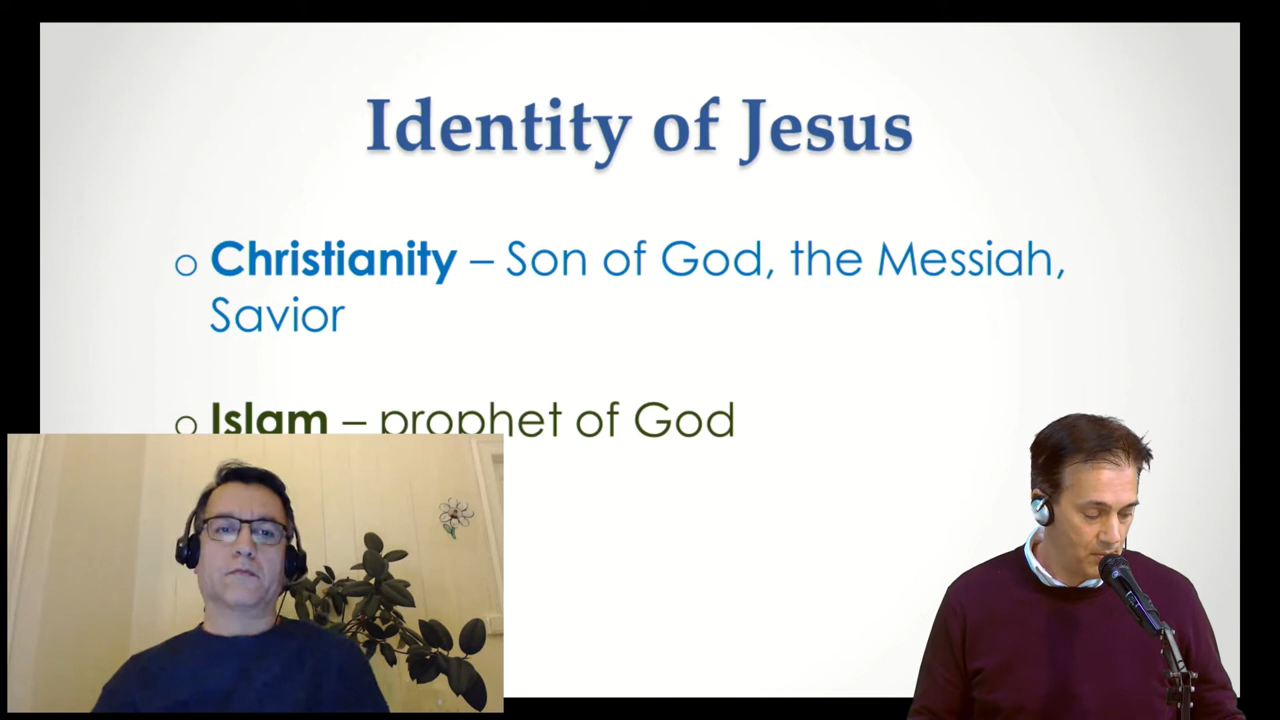 Identity of Jesus
o Christianity – Son of God, the Messiah,
Savior
o Islam – prophet of God